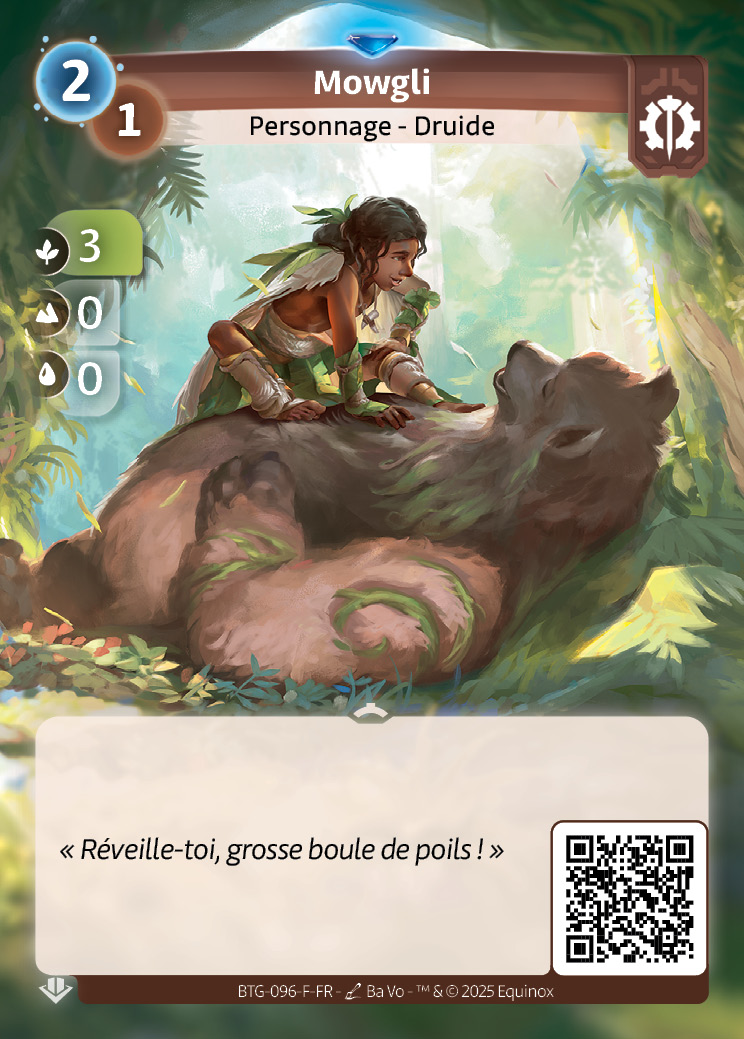 2
Mowgli
1
Personnage - Druide
3
0
0
« Réveille-toi, grosse boule de poils ! »
BTG-096-F-FR - Ba Vo - ™ & © 2025 Equinox